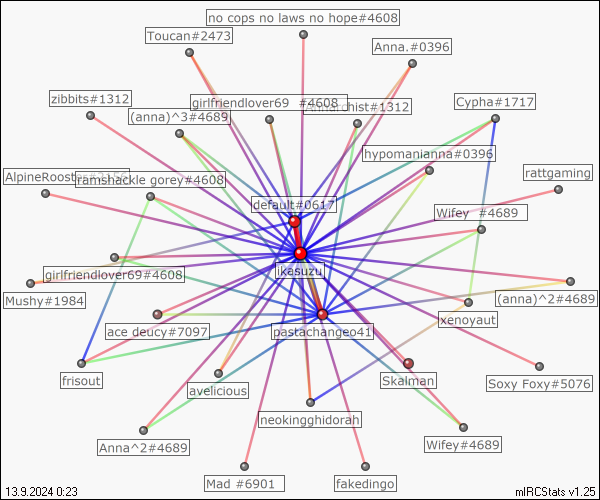 no cops no laws no hope#4608
Toucan#2473
Anna.#0396
zibbits#1312
girlfriendlover69 #4608
#1312
Cypha#1717
(anna)^3#4689
hypomanianna#0396
rattgaming
ramshackle gorey#4608
default#0617
Wifey #4689
ikasuzu
girlfriendlover69#4608
Mushy#1984
(anna)^2#4689
xenoyaut
ace deucy#7097
pastachangeo41
frisout
Skalman
Soxy Foxy#5076
avelicious
neokingghidorah
Anna^2#4689
Wifey#4689
Mad #6901
fakedingo
13.9.2024 0:23
mIRCStats v1.25